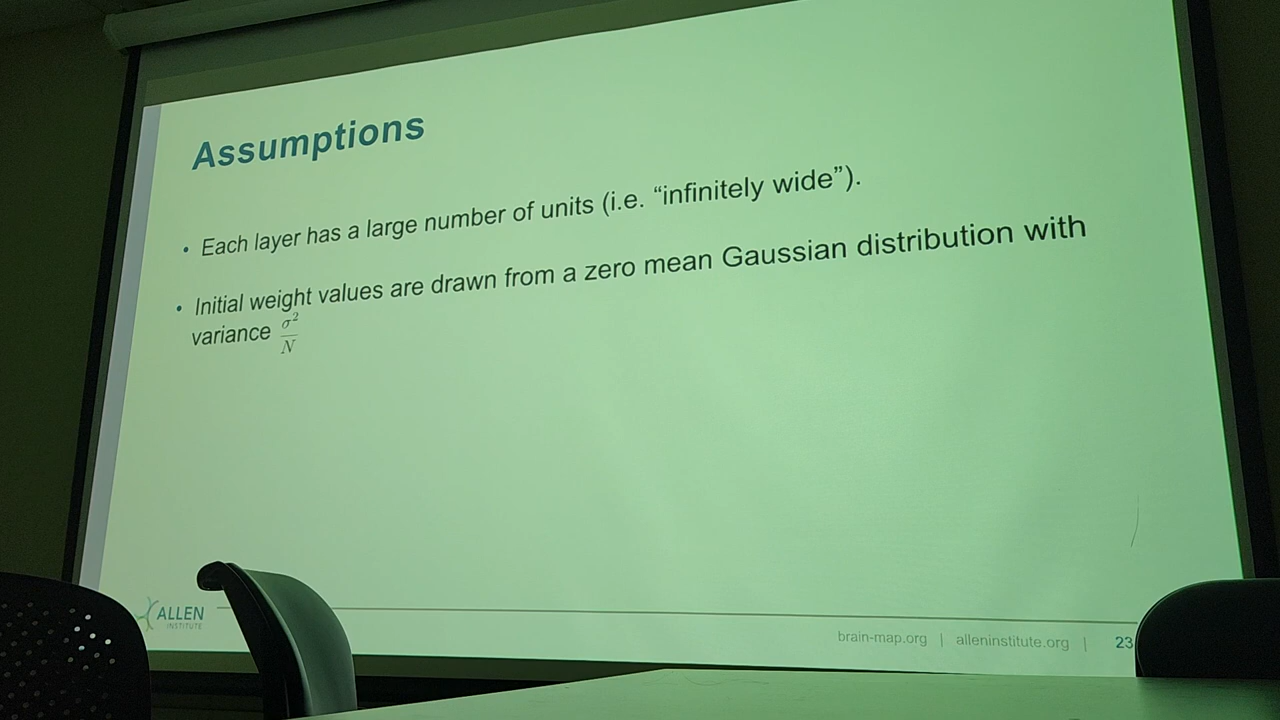 Assumptions
• Each layer has a large number of units (i.e. “infinitely wide”).
• Initial weight values are drawn from a zero mean Gaussian distribution with
variance σ²/N
ALLEN
INSTITUTE
brain-map.org | alleninstitute.org | 23